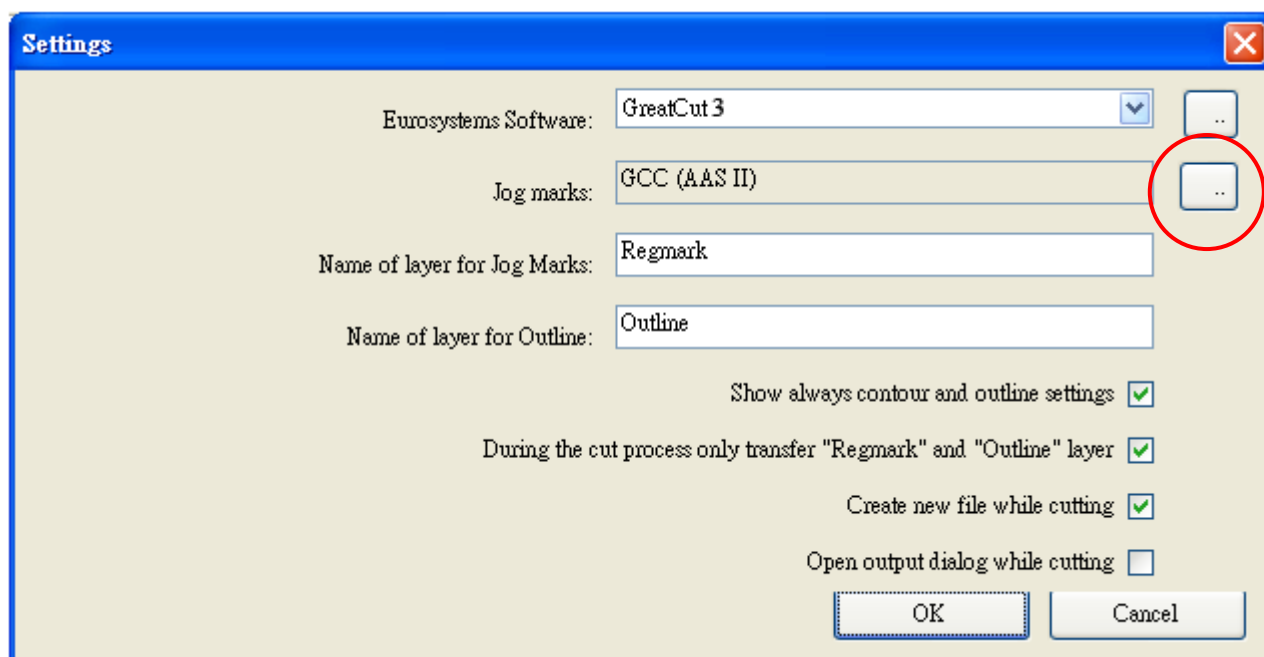 Settings
Eurosystems Software: GreatCut 3 ..
Jog marks: GCC (AAS II) ..
Name of layer for Jog Marks: Regmark
Name of layer for Outline: Outline
Show always contour and outline settings
During the cut process only transfer "Regmark" and "Outline" layer
Create new file while cutting
Open output dialog while cutting
OK Cancel